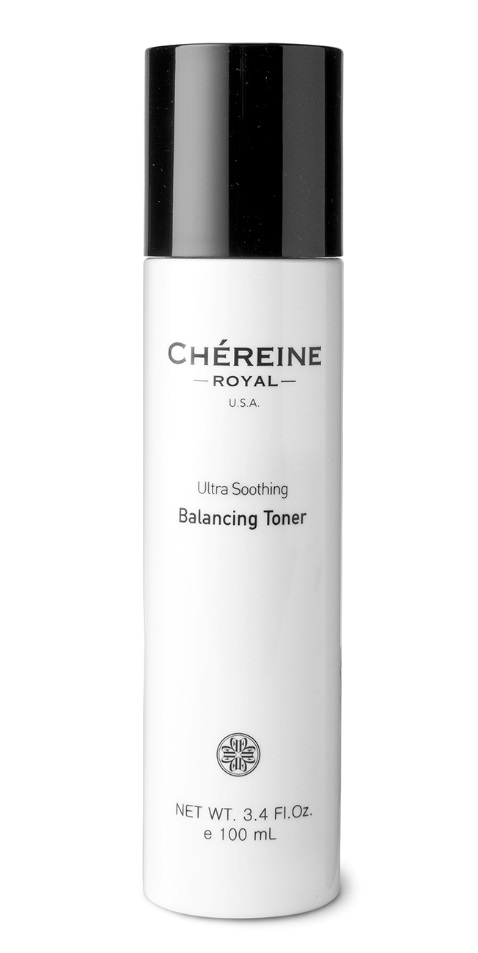 CHÉREINE
—ROYAL—
U.S.A.
Ultra Soothing
Balancing Toner
NET WT. 3.4 Fl.Oz.
e 100 mL